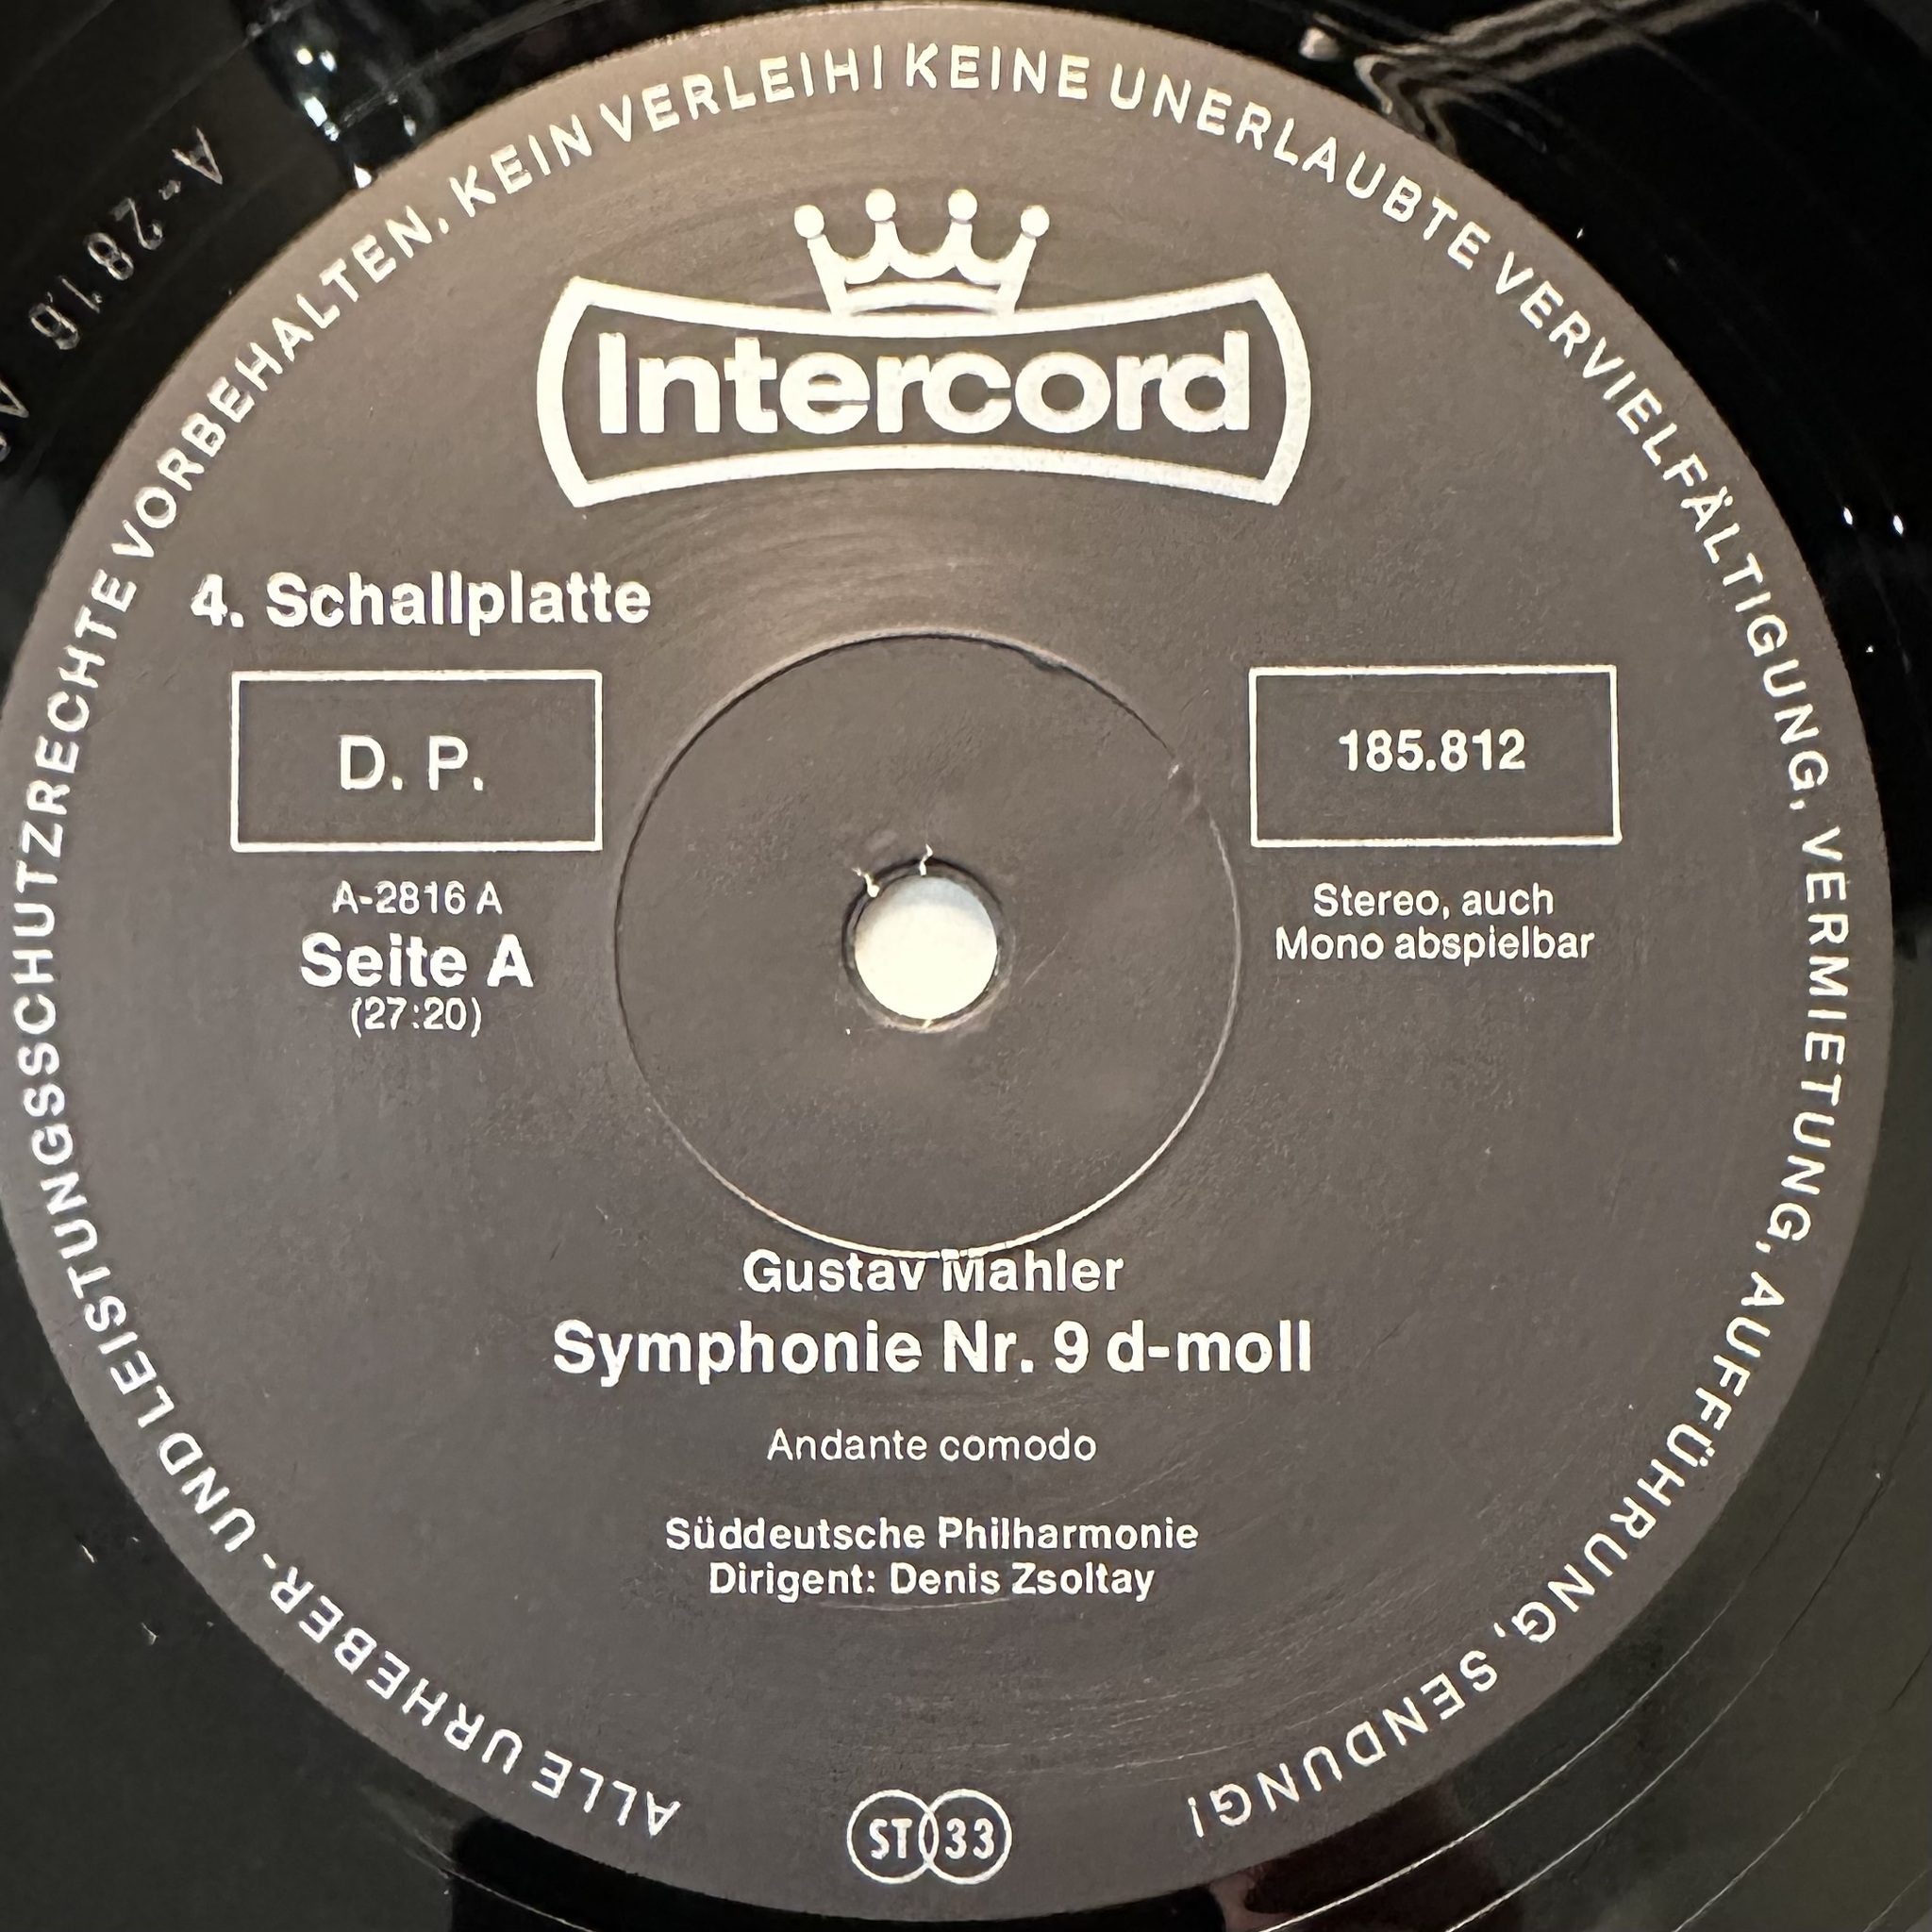 ALLE URHEBER- UND LEISTUNGSSCHUTZRECHTE VORBEHALTEN. KEIN VERLEIH! KEINE UNERLAUBTE VERVIELFÄLTIGUNG, VERMIETUNG, AUFFÜHRUNG, SENDUNG!
A-2816
Intercord
4. Schallplatte
D. P.
185.812
A-2816 A
Seite A
(27:20)
Stereo, auch
Mono abspielbar
Gustav Mahler
Symphonie Nr. 9 d-moll
Andante comodo
Süddeutsche Philharmonie
Dirigent: Denis Zsoltay
ST 33